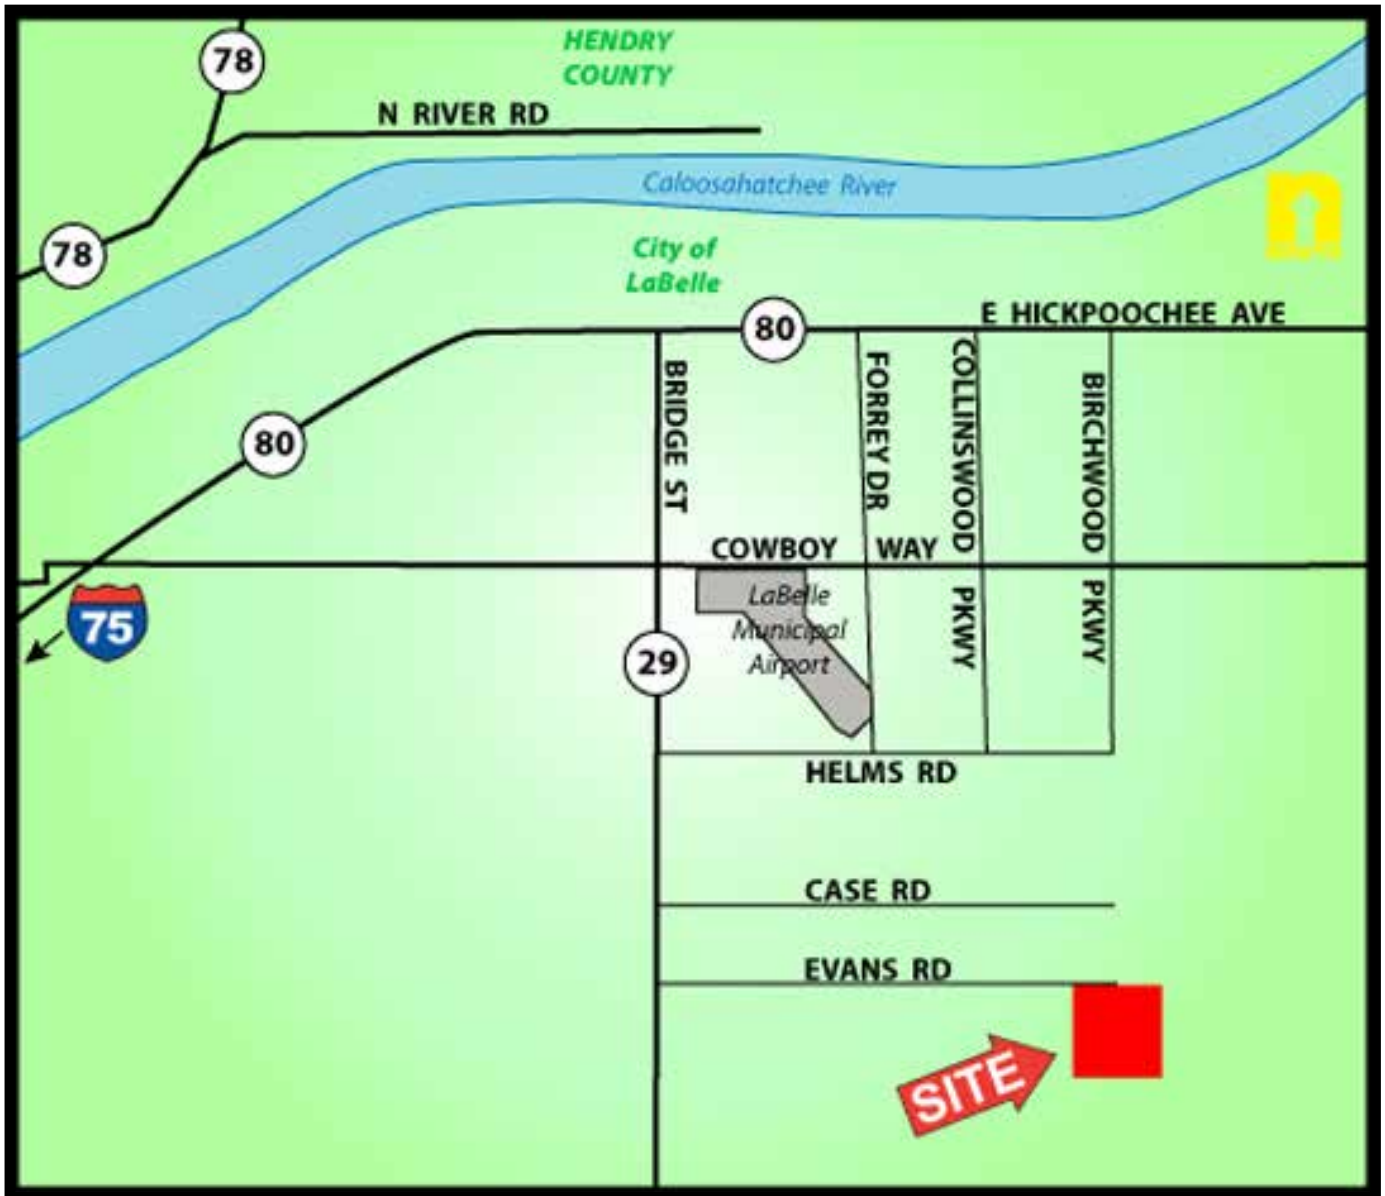 HENDRY
COUNTY
78
N RIVER RD
Caloosahatchee River
n
78
City of
LaBelle
E HICKPOOCHEE AVE
80
80
BRIDGE ST
FORREY DR
COLLINSWOOD PKWY
BIRCHWOOD PKWY
COWBOY WAY
LaBelle
Municipal
Airport
75
29
HELMS RD
CASE RD
EVANS RD
SITE